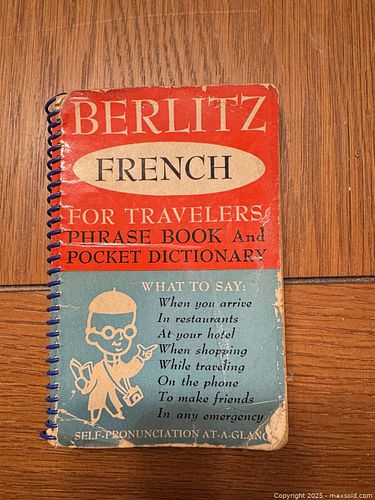 BERLITZ
FRENCH
FOR TRAVELERS
PHRASE BOOK And
POCKET DICTIONARY
WHAT TO SAY:
When you arrive
In restaurants
At your hotel
When shopping
While traveling
On the phone
To make friends
In any emergency
SELF-PRONUNCIATION AT-A-GLANC
Copyright © 2025 - maxsold.com